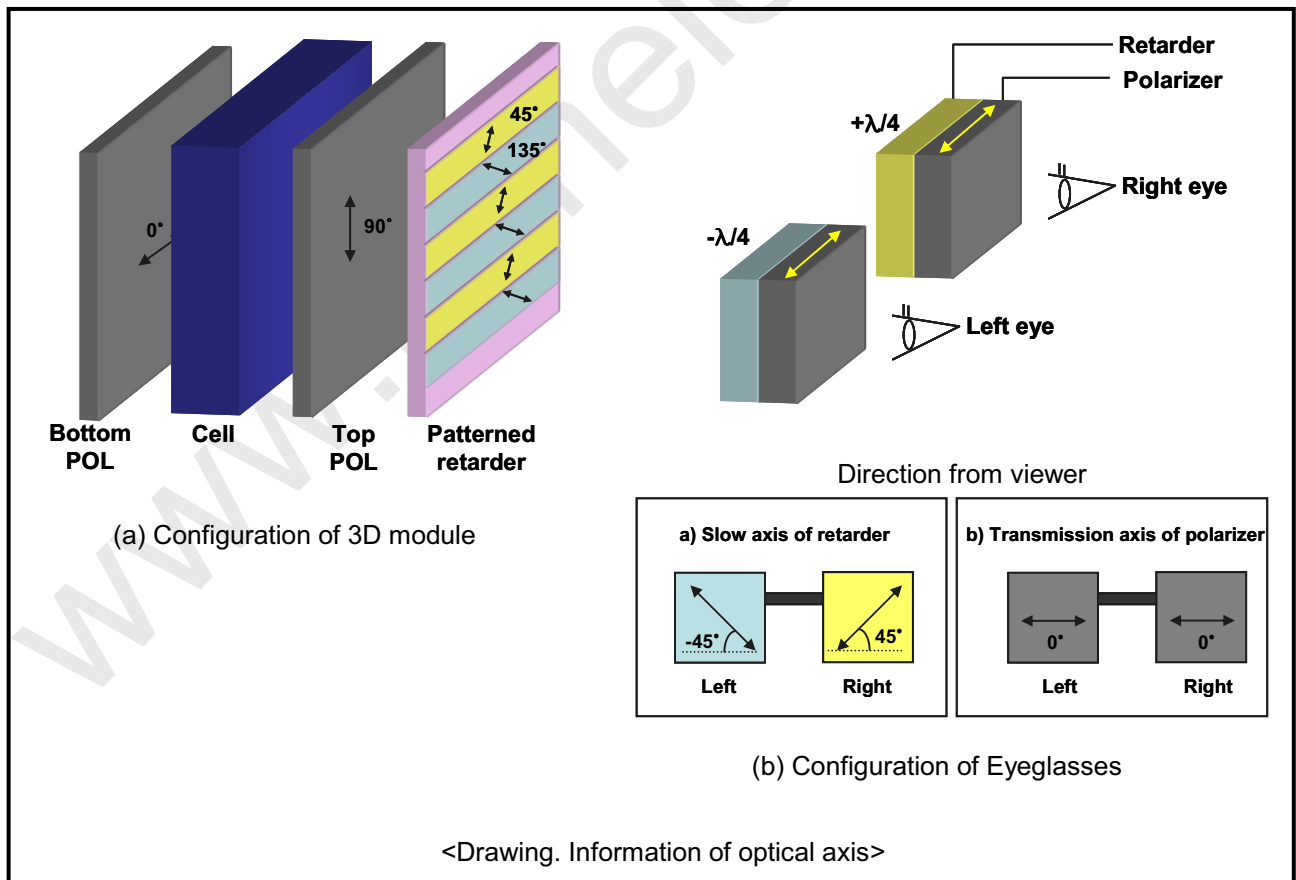 Retarder
Polarizer
45°
135°
0°
90°
+λ/4
Right eye
-λ/4
Left eye
Bottom
POL
Cell
Top
POL
Patterned
retarder
(a) Configuration of 3D module
Direction from viewer
a) Slow axis of retarder
-45°
45°
Left
Right
b) Transmission axis of polarizer
0°
0°
Left
Right
(b) Configuration of Eyeglasses
<Drawing. Information of optical axis>